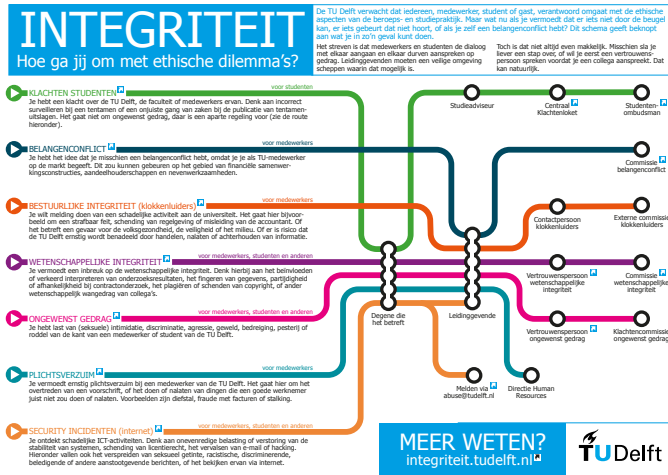 INTEGRITEIT
Hoe ga jij om met ethische dilemma's?
De TU Delft verwacht dat iedereen, medewerker, student of gast, verantwoord omgaat met de ethische
aspecten van de beroeps- en studiepraktijk. Maar wat nu als je vermoedt dat er iets niet door de beugel
kan, er iets gebeurt dat niet hoort, of als je zelf een belangenconflict hebt? Dit schema geeft beknopt
aan wat je in zo'n geval kunt doen.
Het streven is dat medewerkers en studenten de dialoog
met elkaar aangaan en elkaar durven aanspreken op
gedrag. Leidinggevenden moeten een veilige omgeving
scheppen waarin dat mogelijk is.
Toch is dat niet altijd even makkelijk. Misschien sla je
liever een stap over, of wil je eerst een vertrouwens-
persoon spreken voordat je een collega aanspreekt. Dat
kan natuurlijk.
KLACHTEN STUDENTEN
voor studenten
Je hebt een klacht over de TU Delft, de faculteit of medewerkers ervan. Denk aan incorrect
surveilleren bij een tentamen of een onjuiste gang van zaken bij de publicatie van tentamen-
uitslagen. Het gaat niet om ongewenst gedrag, daar is een aparte regeling voor (zie de route
hieronder).
Studieadviseur
Centraal
Klachtenloket
Studenten-
ombudsman
BELANGENCONFLICT
voor medewerkers
Je hebt het idee dat je misschien een belangenconflict hebt, omdat je je als TU-medewerker
op de markt begeeft. Dit zou kunnen gebeuren op het gebied van financiële samenwer-
kingsconstructies, aandeelhouderschappen en nevenwerkzaamheden.
Commissie
belangenconflict
BESTUURLIJKE INTEGRITEIT (klokkenluiders)
voor medewerkers
Je wilt melding doen van een schadelijke activiteit aan de universiteit. Het gaat hier bijvoor-
beeld om een strafbaar feit, schending van regelgeving of misleiding van de accountant. Of
het betreft een gevaar voor de volksgezondheid, de veiligheid of het milieu. Of er is risico dat
de TU Delft ernstig wordt benadeeld door handelen, nalaten of achterhouden van informatie.
Contactpersoon
klokkenluiders
Externe commissie
klokkenluiders
WETENSCHAPPELIJKE INTEGRITEIT
voor medewerkers, studenten en anderen
Je vermoedt een inbreuk op de wetenschappelijke integriteit. Denk hierbij aan het beïnvloeden
of verkeerd interpreteren van onderzoeksresultaten, het fingeren van gegevens, partijdigheid
of afhankelijkheid bij contractonderzoek, het plagiëren of schenden van copyright, of ander
wetenschappelijk wangedrag van collega's.
Vertrouwenspersoon
wetenschappelijke
integriteit
Commissie
wetenschappelijke
integriteit
ONGEWENST GEDRAG
voor medewerkers, studenten en anderen
Je hebt last van (seksuele) intimidatie, discriminatie, agressie, geweld, bedreiging, pesterij of
roddel van de kant van een medewerker of student van de TU Delft.
Degene die
het betreft
Leidinggevende
Vertrouwenspersoon
ongewenst gedrag
Klachtencommissie
ongewenst gedrag
PLICHTSVERZUIM
voor medewerkers
Je vermoedt ernstig plichtsverzuim bij een medewerker van de TU Delft. Het gaat hier om het
overtreden van een voorschrift, of het doen of nalaten van dingen die een goede werknemer
juist niet zou doen of nalaten. Voorbeelden zijn diefstal, fraude met facturen of stalking.
Melden via
abuse@tudelft.nl
Directie Human
Resources
SECURITY INCIDENTEN (internet)
voor medewerkers, studenten en anderen
Je ontdekt schadelijke ICT-activiteiten. Denk aan onevenredige belasting of verstoring van de
stabiliteit van systemen, schending van licentierecht, het vervalsen van e-mail of hacking.
Hieronder vallen ook het verspreiden van seksueel getinte, racistische, discriminerende,
beledigende of andere aanstootgevende berichten, of het bekijken ervan via internet.
MEER WETEN?
integriteit.tudelft.nl
TUDelft